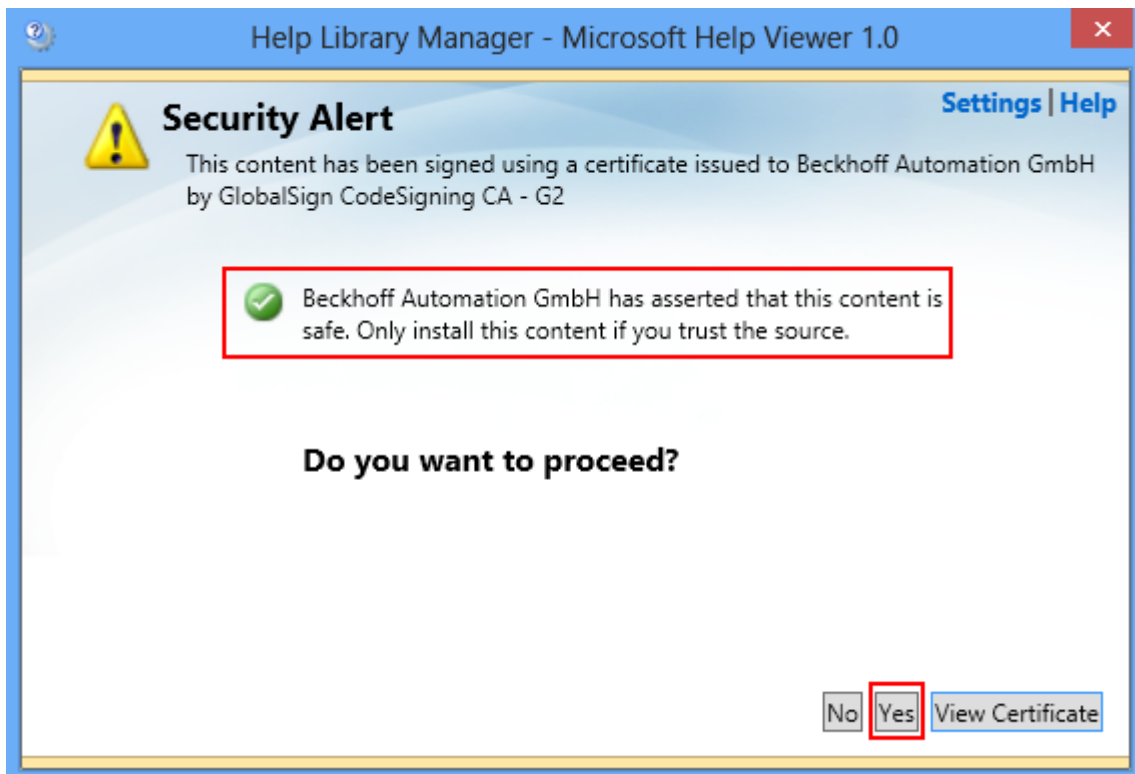 Help Library Manager - Microsoft Help Viewer 1.0
Settings | Help
Security Alert
This content has been signed using a certificate issued to Beckhoff Automation GmbH
by GlobalSign CodeSigning CA - G2
Beckhoff Automation GmbH has asserted that this content is
safe. Only install this content if you trust the source.
Do you want to proceed?
No Yes View Certificate